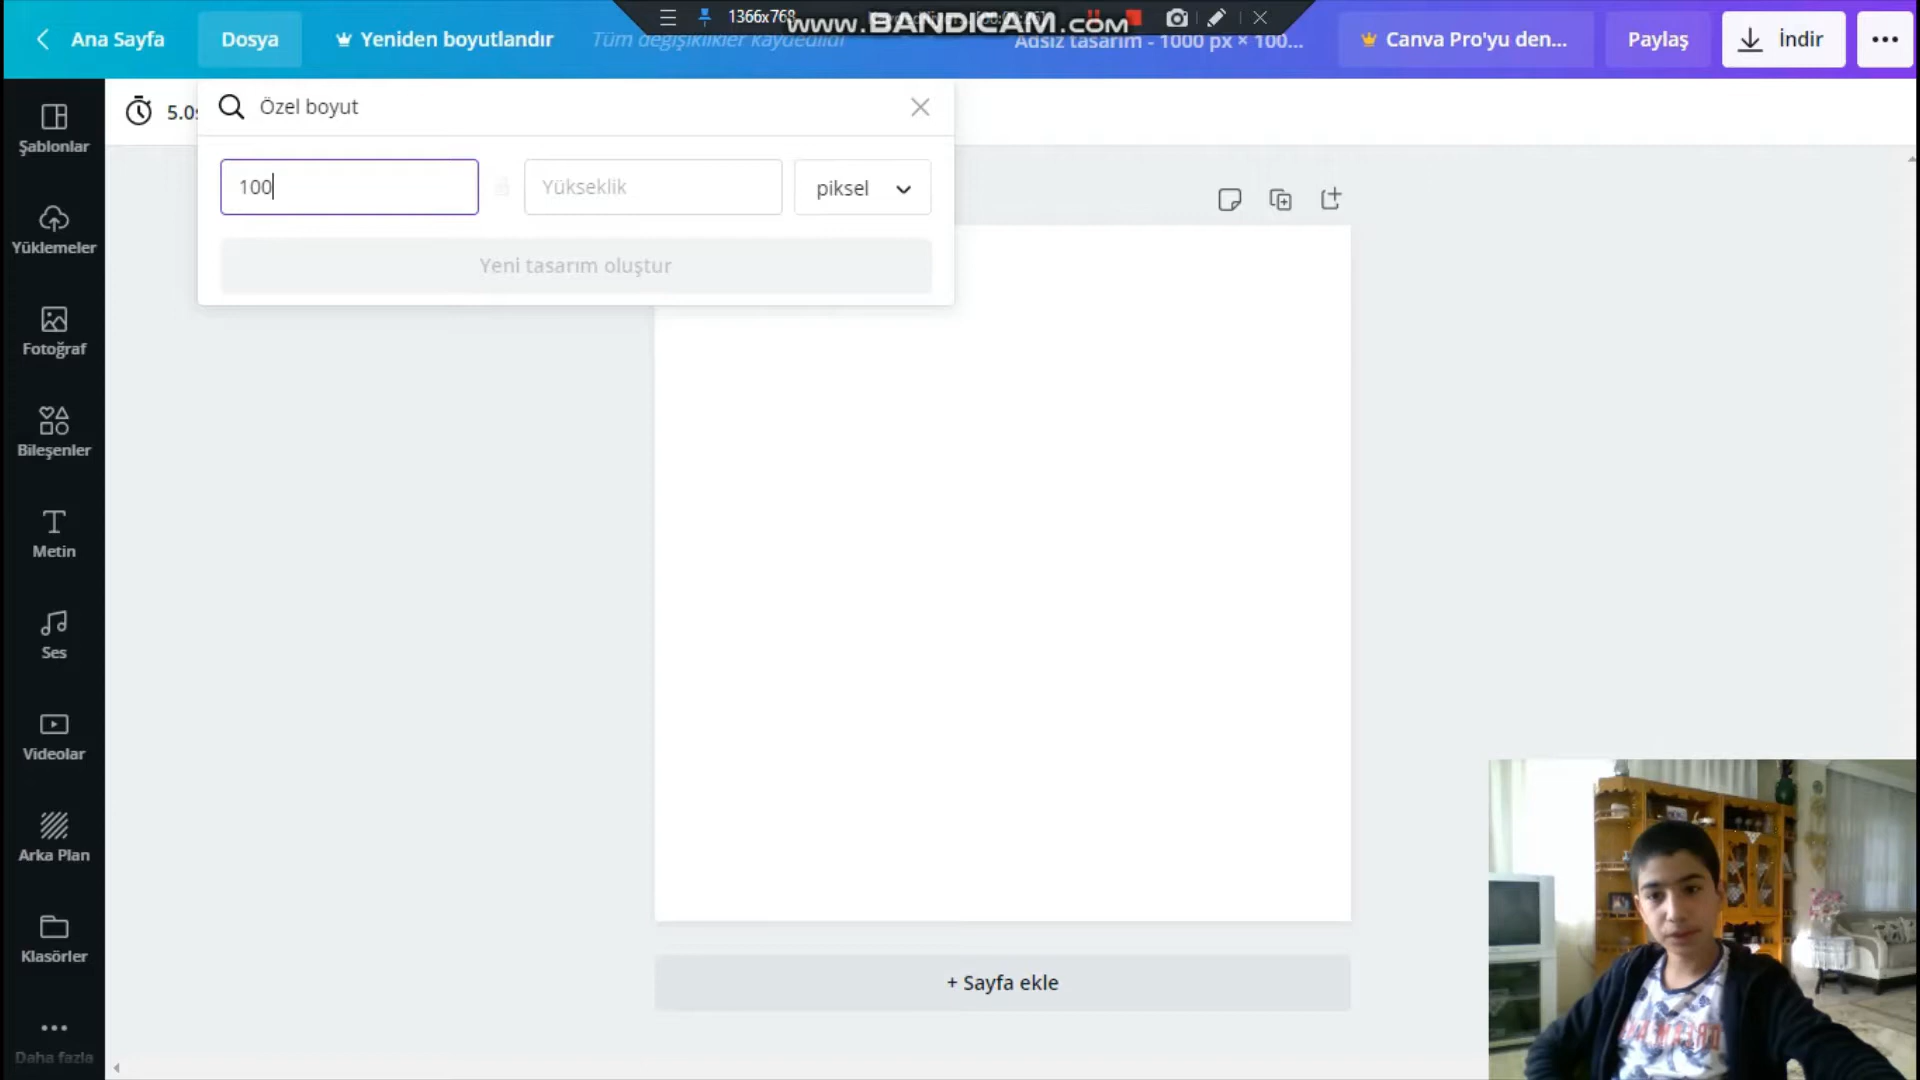 1366x768
www.BANDICAM.com
Ana Sayfa
Dosya
Yeniden boyutlandır
Tüm değişiklikler kaydedildi
Adsız tasarım - 1000 px × 100...
Canva Pro'yu den...
Paylaş
İndir
5.0s
Özel boyut
100
Yükseklik
piksel
Yeni tasarım oluştur
Şablonlar
Yüklemeler
Fotoğraf
Bileşenler
Metin
Ses
Videolar
Arka Plan
Klasörler
Daha fazla
+ Sayfa ekle